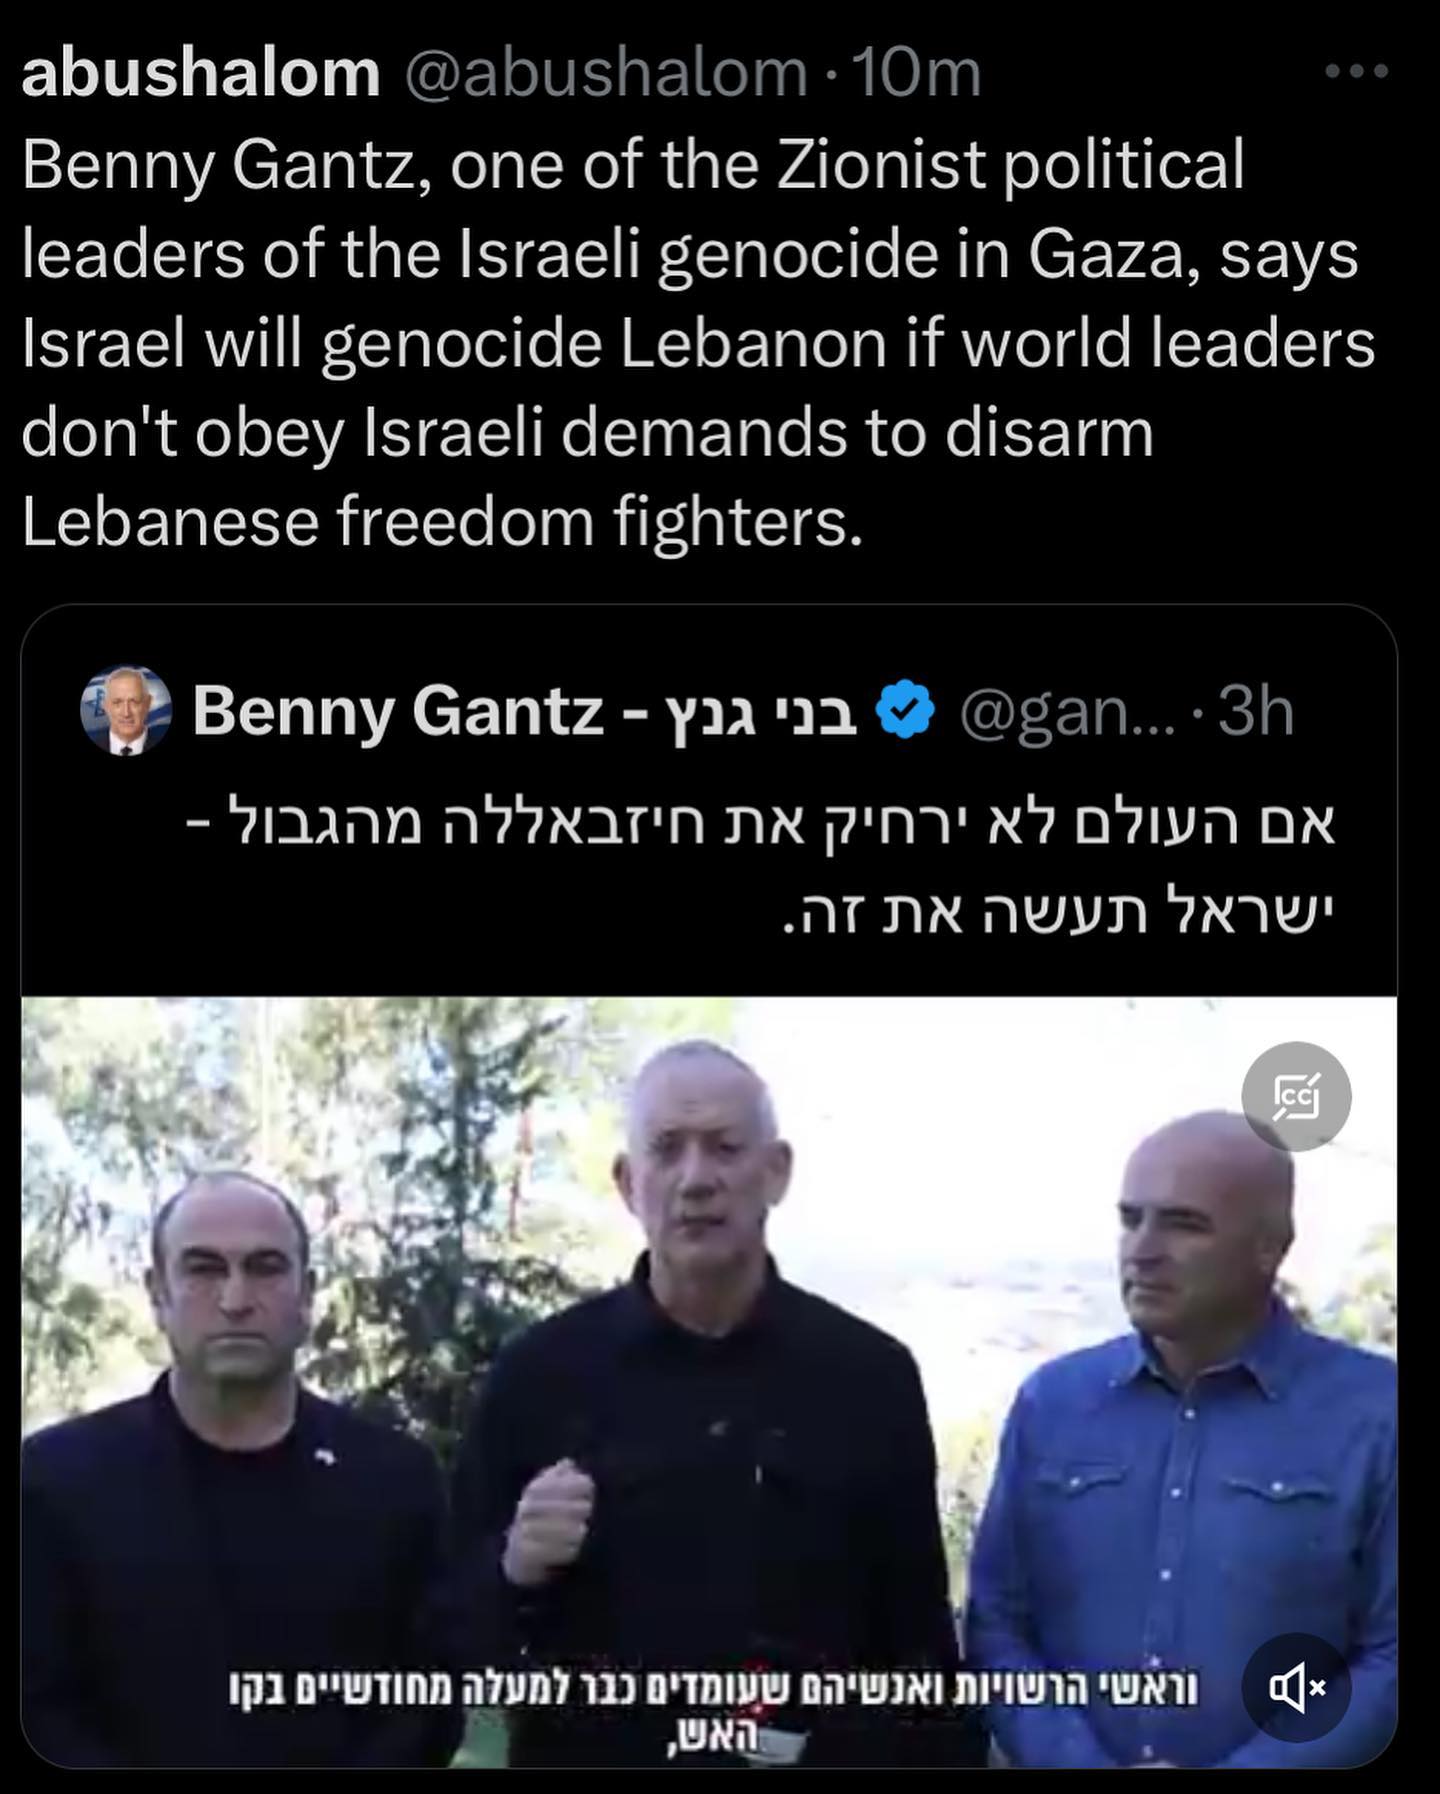 abushalom @abushalom · 10m
Benny Gantz, one of the Zionist political
leaders of the Israeli genocide in Gaza, says
Israel will genocide Lebanon if world leaders
don't obey Israeli demands to disarm
Lebanese freedom fighters.
Benny Gantz - בני גנץ @gan... · 3h
אם העולם לא ירחיק את חיזבאללה מהגבול -
ישראל תעשה את זה.
CC
וראשי הרשויות ואנשיהם שעומדים כבר למעלה מחודשיים בקו
האש,